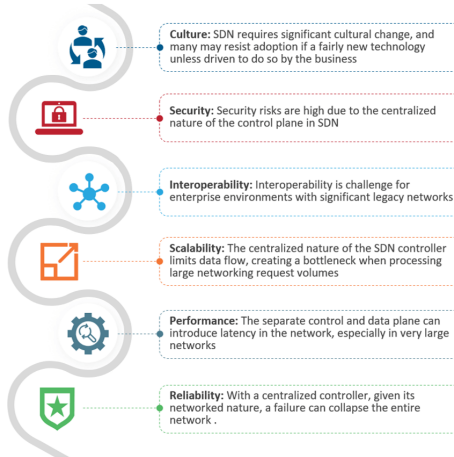 Culture: SDN requires significant cultural change, and
many may resist adoption if a fairly new technology
unless driven to do so by the business
Security: Security risks are high due to the centralized
nature of the control plane in SDN
Interoperability: Interoperability is challenge for
enterprise environments with significant legacy networks
Scalability: The centralized nature of the SDN controller
limits data flow, creating a bottleneck when processing
large networking request volumes
Performance: The separate control and data plane can
introduce latency in the network, especially in very large
networks
Reliability: With a centralized controller, given its
networked nature, a failure can collapse the entire
network .